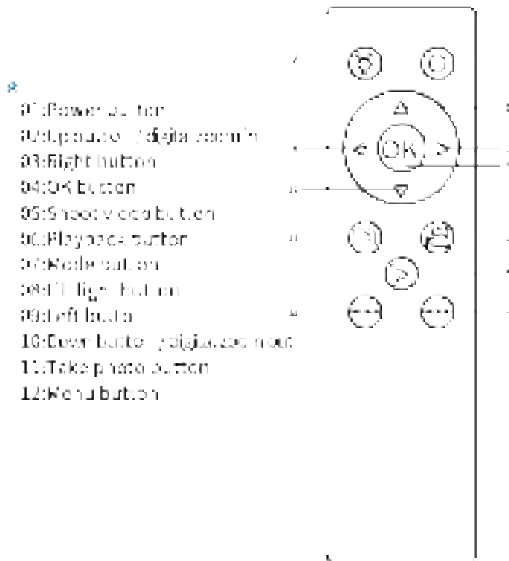 01:Power button
02:Up button / digital zoom in
03:Right button
04:OK button
05:Shoot video button
06:Playback button
07:Mode button
08:Fill light button
09:Left button
10:Down button / digital zoom out
11:Take photo button
12:Menu button
OK